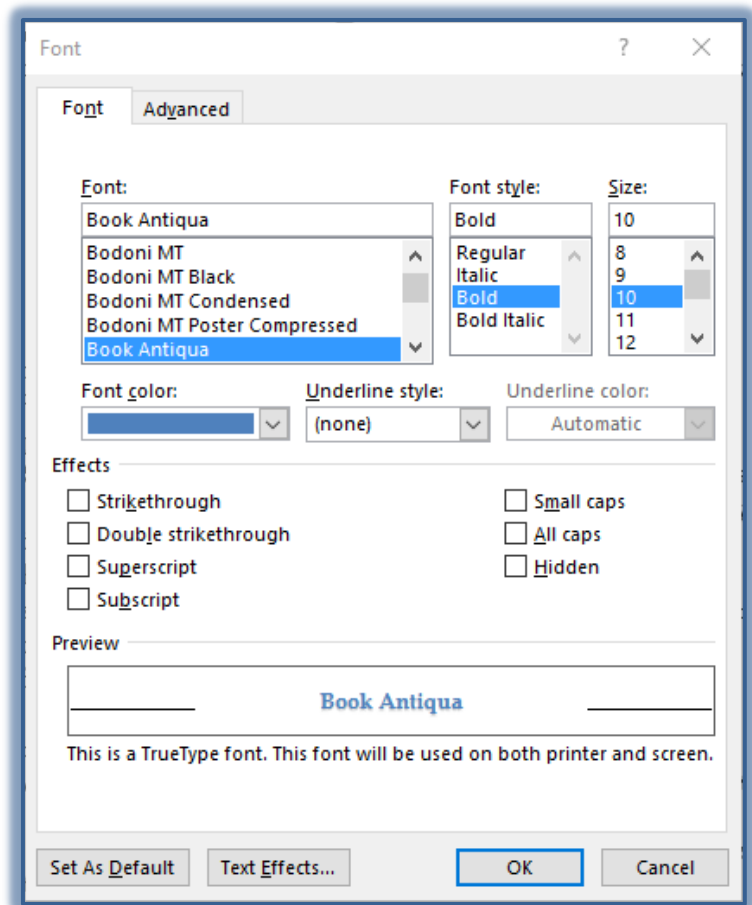 Font ?
Font Advanced
Font: Font style: Size:
Book Antiqua Bold 10
Bodoni MT Regular 8
Bodoni MT Black Italic 9
Bodoni MT Condensed Bold 10
Bodoni MT Poster Compressed Bold Italic 11
Book Antiqua 12
Font color: Underline style: Underline color:
(none) Automatic
Effects
Strikethrough Small caps
Double strikethrough All caps
Superscript Hidden
Subscript
Preview
Book Antiqua
This is a TrueType font. This font will be used on both printer and screen.
Set As Default Text Effects... OK Cancel